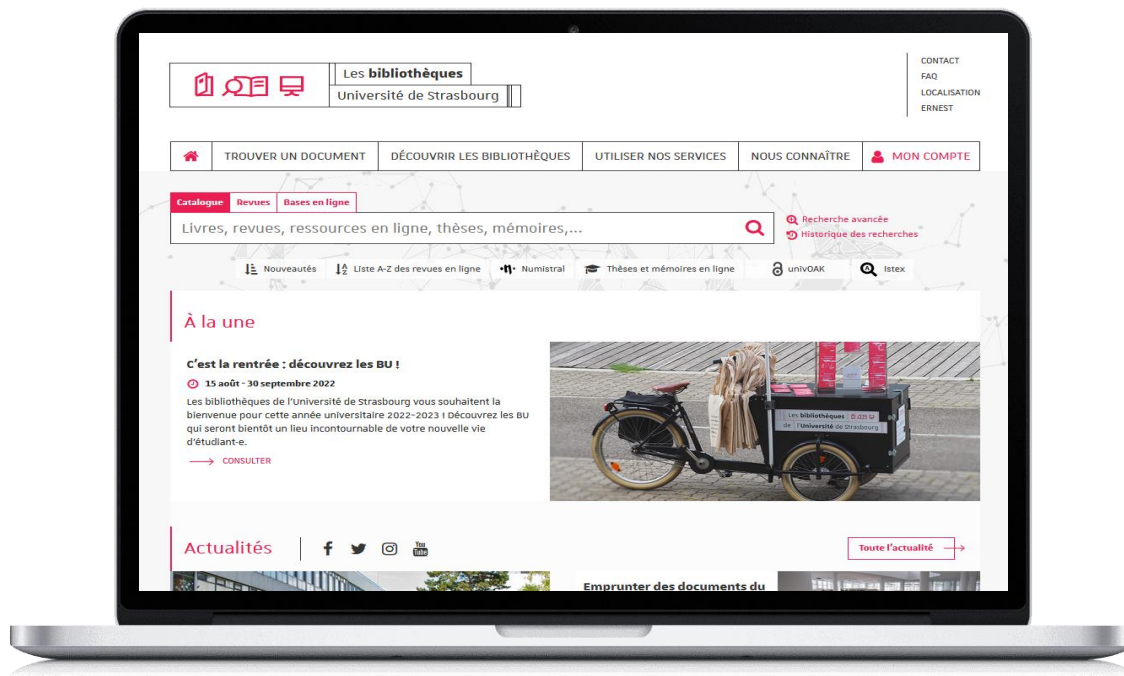 Les bibliothèques
Université de Strasbourg
CONTACT
FAQ
LOCALISATION
ERNEST
TROUVER UN DOCUMENT
DÉCOUVRIR LES BIBLIOTHÈQUES
UTILISER NOS SERVICES
NOUS CONNAÎTRE
MON COMPTE
Catalogue
Revues
Bases en ligne
Livres, revues, ressources en ligne, thèses, mémoires,...
Recherche avancée
Historique des recherches
Nouveautés
Liste A-Z des revues en ligne
Numistral
Thèses et mémoires en ligne
univOAK
Istex
À la une
C'est la rentrée : découvrez les BU !
15 août - 30 septembre 2022
Les bibliothèques de l'Université de Strasbourg vous souhaitent la
bienvenue pour cette année universitaire 2022-2023 ! Découvrez les BU
qui seront bientôt un lieu incontournable de votre nouvelle vie
d'étudiant·e.
CONSULTER
Les bibliothèques
de l'Université de Strasbourg
Actualités
You
Tube
Toute l'actualité
Emprunter des documents du